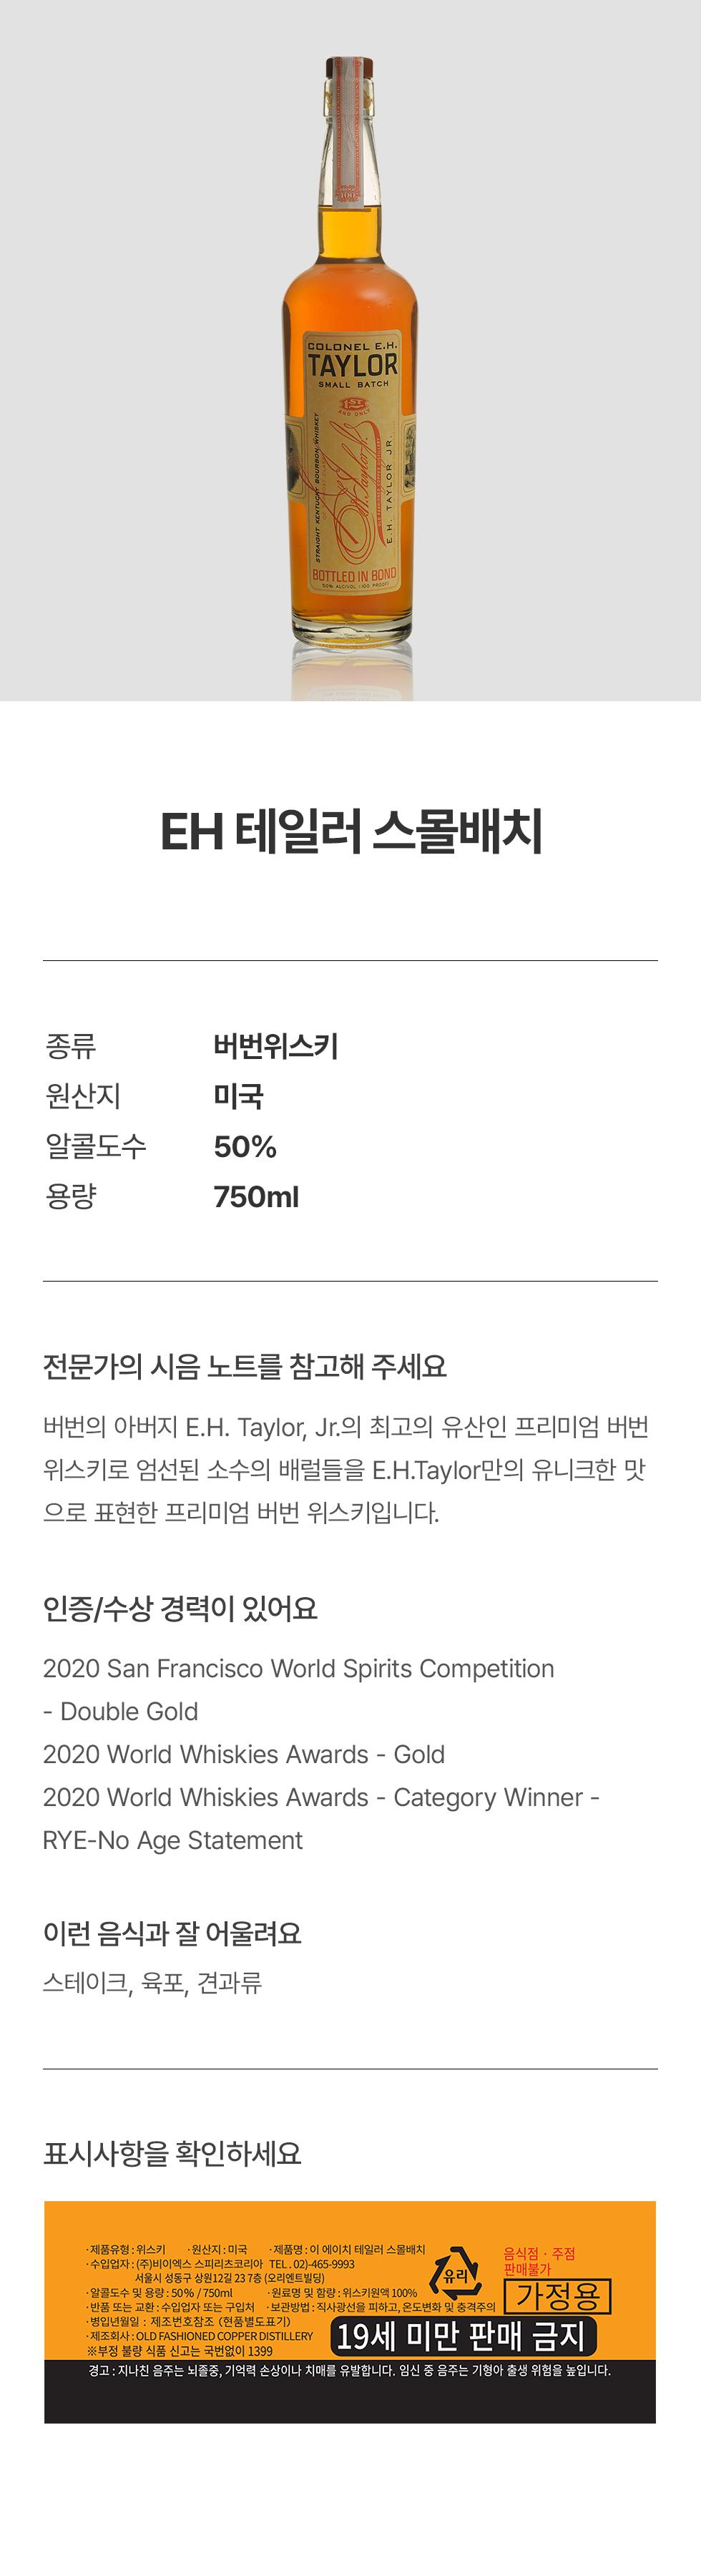 COLONEL E.H.
TAYLOR
SMALL BATCH
1ST
AND ONLY
STRAIGHT KENTUCKY BOURBON WHISKEY
E.H. TAYLOR JR.
BOTTLED IN BOND
50% ALC/VOL (100 PROOF)
EH 테일러 스몰배치
종류 버번위스키
원산지 미국
알콜도수 50%
용량 750ml
전문가의 시음 노트를 참고해 주세요
버번의 아버지 E.H. Taylor, Jr.의 최고의 유산인 프리미엄 버번
위스키로 엄선된 소수의 배럴들을 E.H.Taylor만의 유니크한 맛
으로 표현한 프리미엄 버번 위스키입니다.
인증/수상 경력이 있어요
2020 San Francisco World Spirits Competition
- Double Gold
2020 World Whiskies Awards - Gold
2020 World Whiskies Awards - Category Winner -
RYE-No Age Statement
이런 음식과 잘 어울려요
스테이크, 육포, 견과류
표시사항을 확인하세요
·제품유형 : 위스키 ·원산지 : 미국 ·제품명 : 이 에이치 테일러 스몰배치
·수입업자 : (주)비이엑스 스피리츠코리아 TEL . 02)-465-9993
서울시 성동구 상원12길 23 7층 (오리엔트빌딩)
·알콜도수 및 용량 : 50% / 750ml ·원료명 및 함량 : 위스키원액 100%
·반품 또는 교환 : 수입업자 또는 구입처 ·보관방법 : 직사광선을 피하고, 온도변화 및 충격주의
·병입년월일 : 제조번호참조 (현품별도표기)
·제조회사 : OLD FASHIONED COPPER DISTILLERY
※부정 불량 식품 신고는 국번없이 1399
유리
음식점 · 주점
판매불가
가정용
19세 미만 판매 금지
경고 : 지나친 음주는 뇌졸중, 기억력 손상이나 치매를 유발합니다. 임신 중 음주는 기형아 출생 위험을 높입니다.